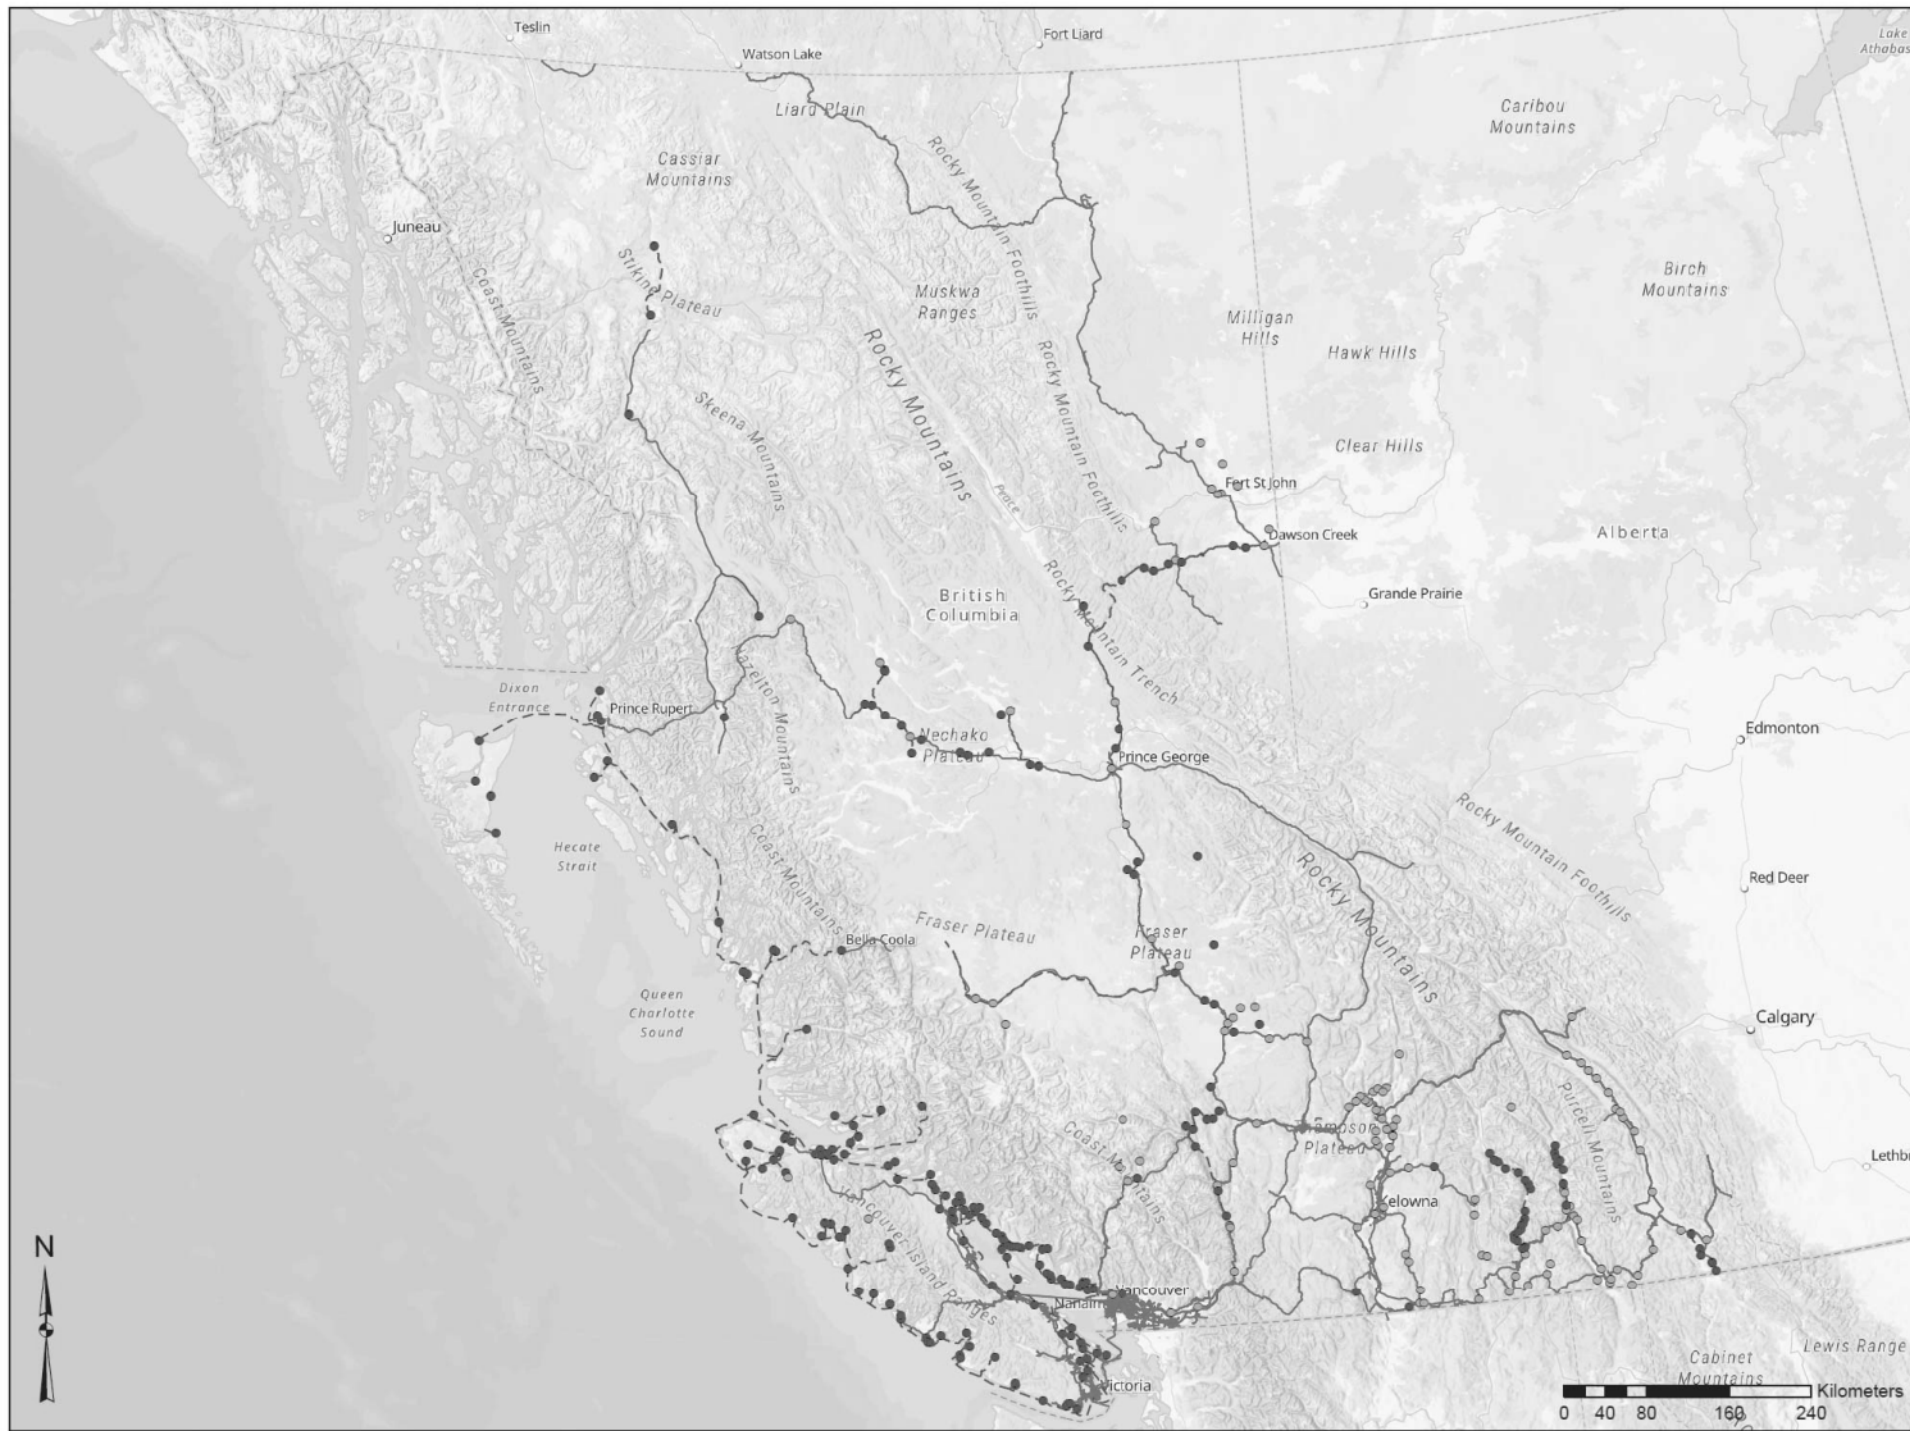 Teslin
Watson Lake
Fort Liard
Lake
Athabas
Liard Plain
Caribou
Mountains
Cassiar
Mountains
Rocky Mountain Foothills
Juneau
Coast Mountains
Stikine Plateau
Muskwa
Ranges
Birch
Mountains
Milligan
Hills
Hawk Hills
Rocky Mountains
Rocky Mountain Foothills
Skeena Mountains
Clear Hills
Peace
Fort St John
Dawson Creek
Alberta
British
Columbia
Rocky Mountain Trench
Grande Prairie
Hazelton Mountains
Dixon
Entrance
Prince Rupert
Nechako
Plateau
Prince George
Edmonton
Rocky Mountain Foothills
Hecate
Strait
Coast Mountains
Rocky Mountains
Red Deer
Fraser Plateau
Bella Coola
Fraser
Plateau
Queen
Charlotte
Sound
Calgary
Coast Mountains
Thompson
Plateau
Purcell Mountains
Lethbr
Vancouver Island Ranges
Kelowna
Vancouver
Nanaim
Victoria
Lewis Range
Cabinet
Mountains
N
Kilometers
0 40 80 160 240